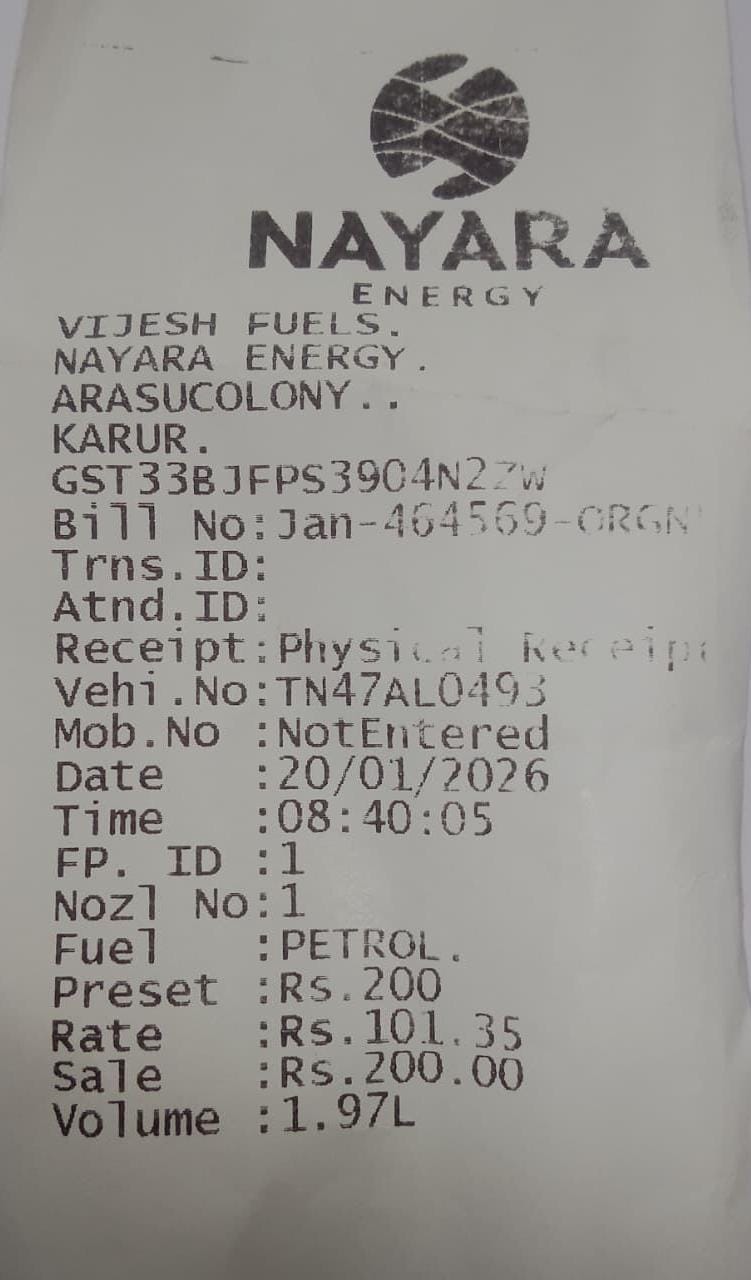 NAYARA
ENERGY
VIJESH FUELS.
NAYARA ENERGY.
ARASUCOLONY..
KARUR.
GST33BJFPS3904N2ZW
Bill No:Jan-464569-ORGN
Trns.ID:
Atnd.ID:
Receipt:Physical Receipt
Vehi.No:TN47AL0493
Mob.No :NotEntered
Date :20/01/2026
Time :08:40:05
FP. ID :1
Nozl No:1
Fuel :PETROL.
Preset :Rs.200
Rate :Rs.101.35
Sale :Rs.200.00
Volume :1.97L